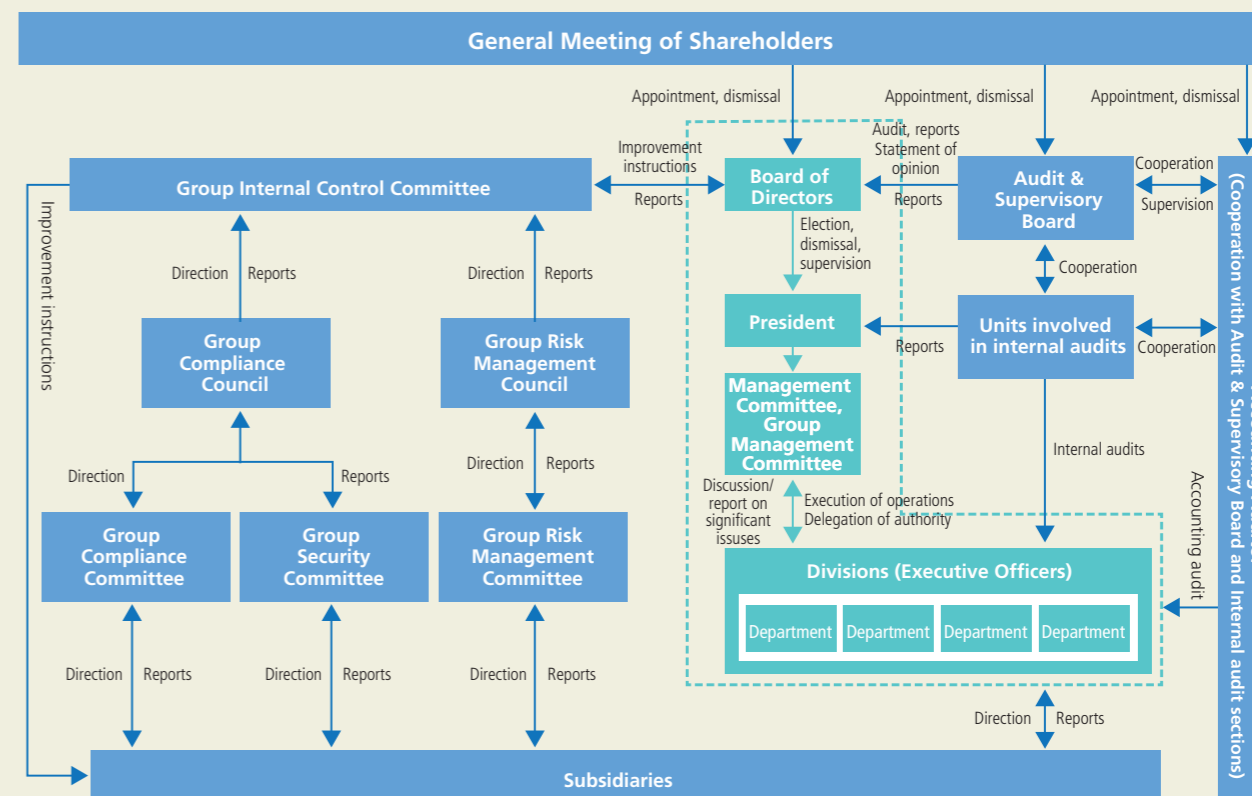 General Meeting of Shareholders
Appointment, dismissal
Appointment, dismissal
Appointment, dismissal
Improvement
instructions
Reports
Audit, reports
Statement of
opinion
Reports
Cooperation
Supervision
Group Internal Control Committee
Board of
Directors
Audit &
Supervisory
Board
Improvement instructions
Direction
Reports
Direction
Reports
Election,
dismissal,
supervision
Cooperation
Group
Compliance
Council
Group Risk
Management
Council
President
Reports
Units involved
in internal audits
Cooperation
Management
Committee,
Group
Management
Committee
Direction
Reports
Direction
Reports
Internal audits
Discussion/
report on
significant
issuses
Execution of operations
Delegation of authority
Group
Compliance
Committee
Group
Security
Committee
Group Risk
Management
Committee
Divisions (Executive Officers)
Department
Department
Department
Department
Accounting audit
(Cooperation with Audit & Supervisory Board and Internal audit sections)
Direction
Reports
Direction
Reports
Direction
Reports
Direction
Reports
Subsidiaries